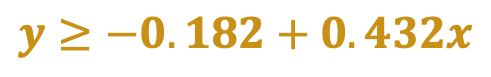 y ≥ −0.182 + 0.432x